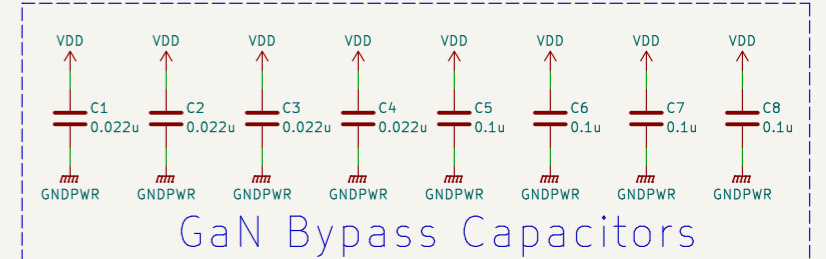 VDD VDD VDD VDD VDD VDD VDD VDD
C1 C2 C3 C4 C5 C6 C7 C8
0.022u 0.022u 0.022u 0.022u 0.1u 0.1u 0.1u 0.1u
GNDPWR GNDPWR GNDPWR GNDPWR GNDPWR GNDPWR GNDPWR GNDPWR
GaN Bypass Capacitors